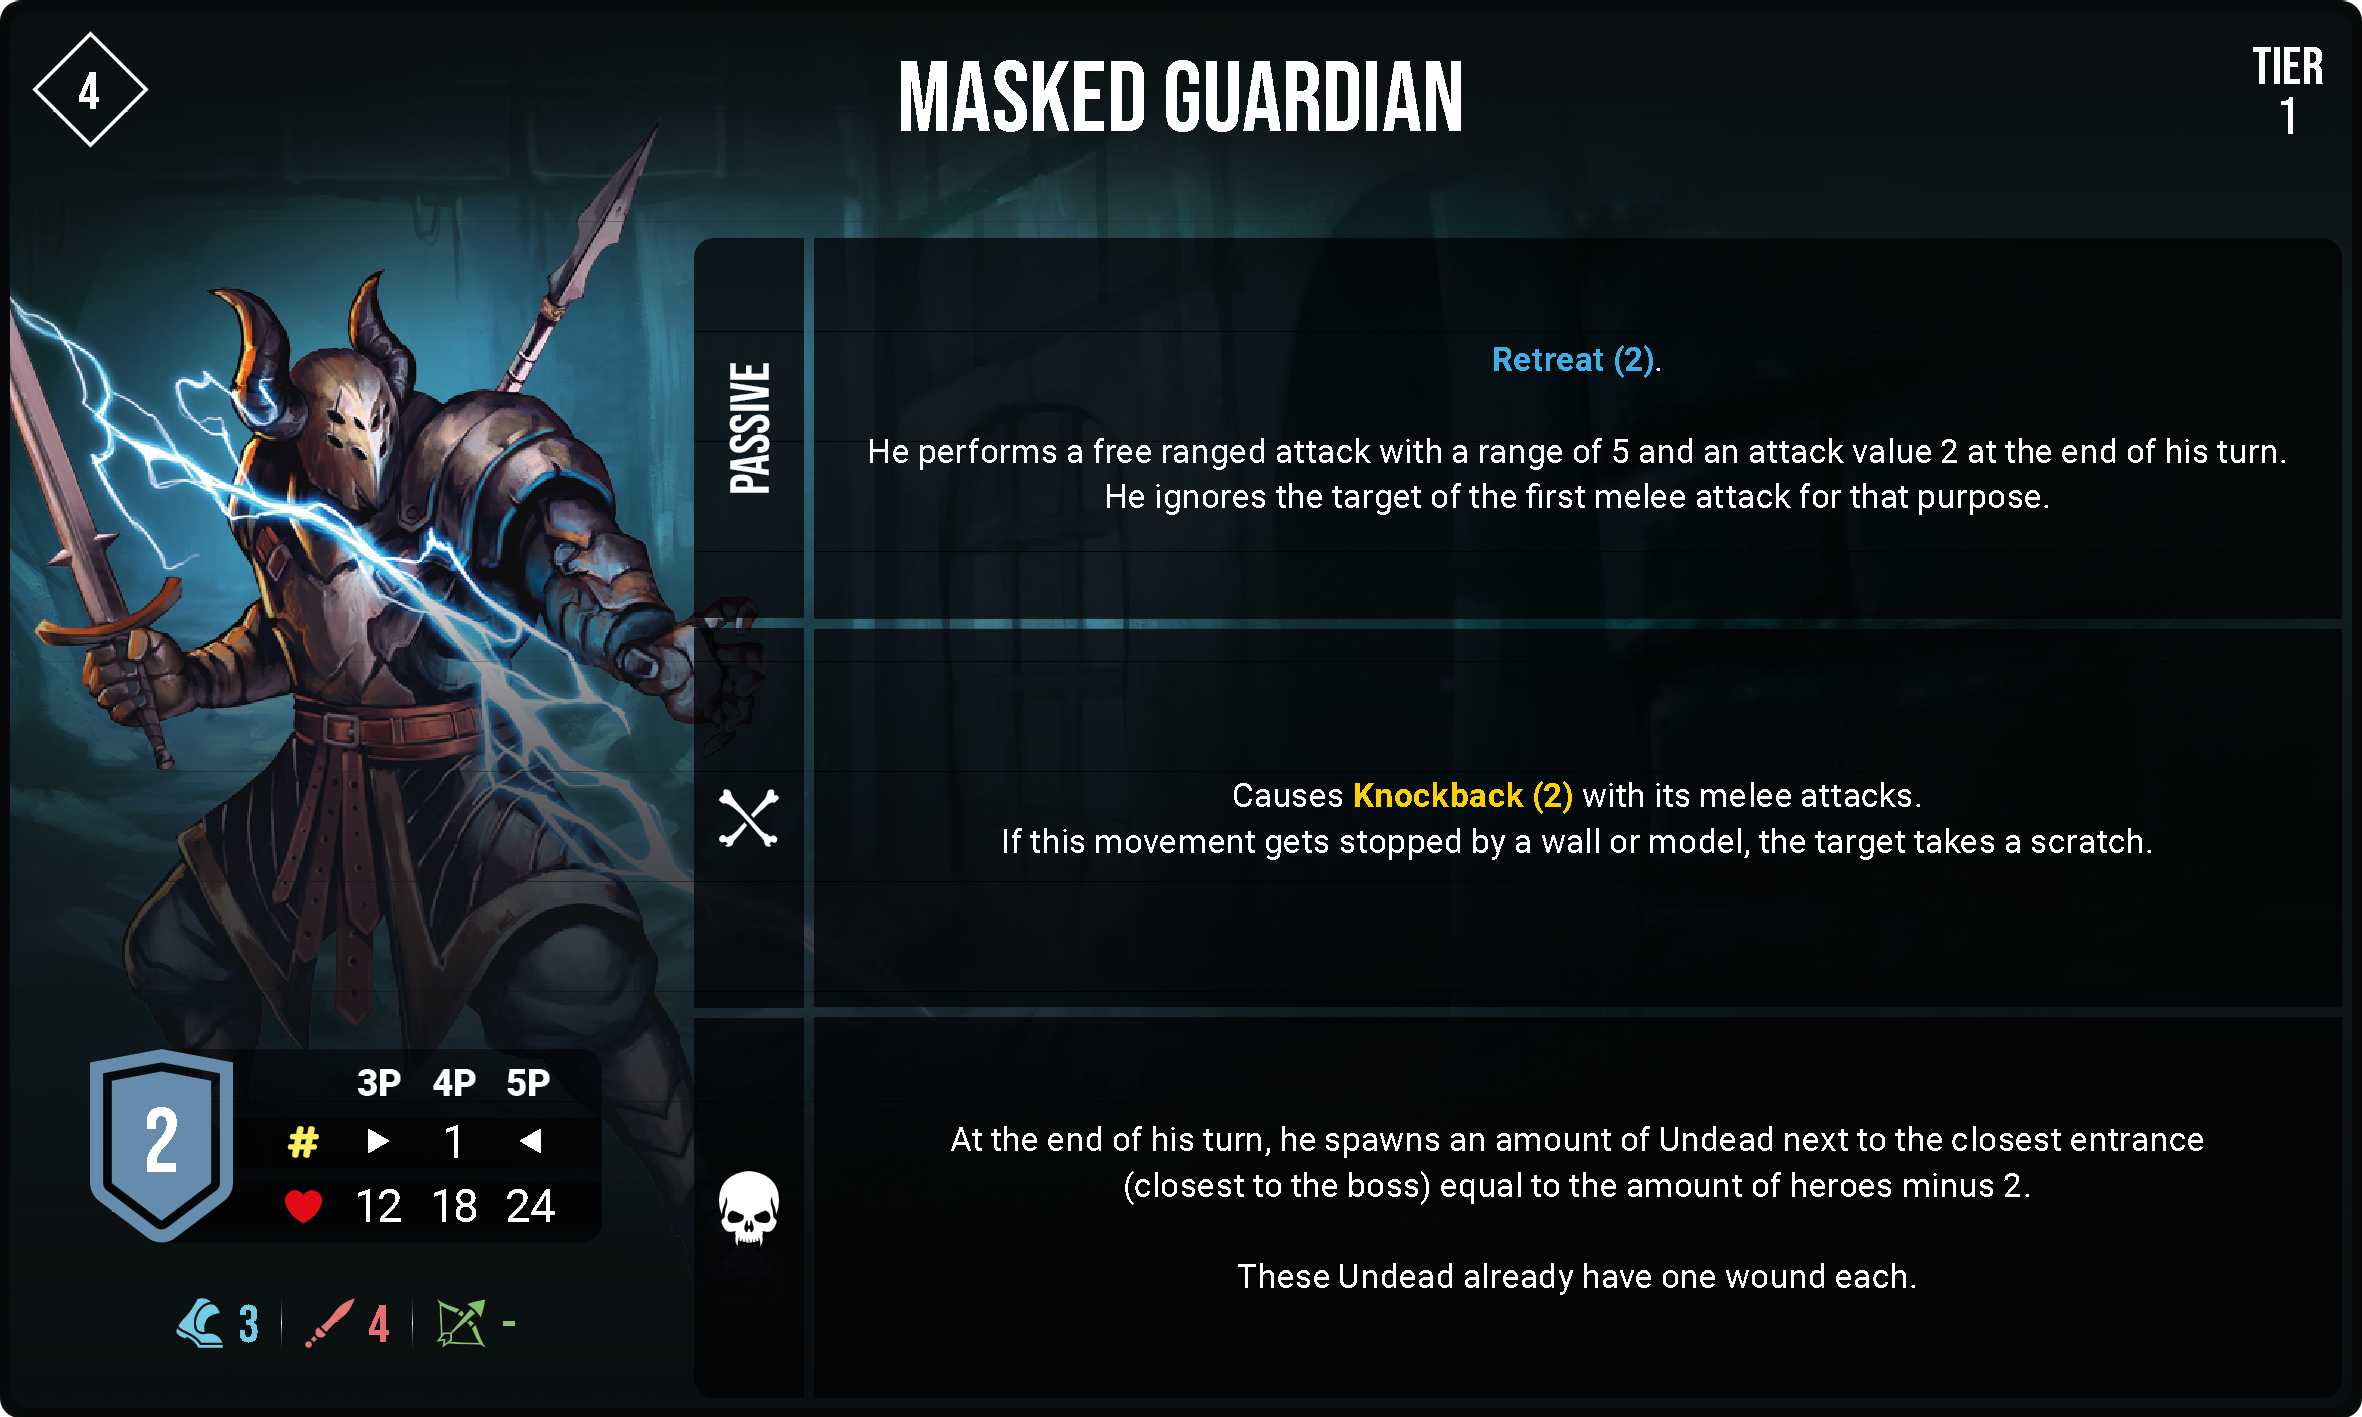 4
MASKED GUARDIAN
TIER
1
PASSIVE
Retreat (2).
He performs a free ranged attack with a range of 5 and an attack value 2 at the end of his turn.
He ignores the target of the first melee attack for that purpose.
Causes Knockback (2) with its melee attacks.
If this movement gets stopped by a wall or model, the target takes a scratch.
At the end of his turn, he spawns an amount of Undead next to the closest entrance
(closest to the boss) equal to the amount of heroes minus 2.
These Undead already have one wound each.
2
3P 4P 5P
# ▶ 1 ◀
12 18 24
3 4 -